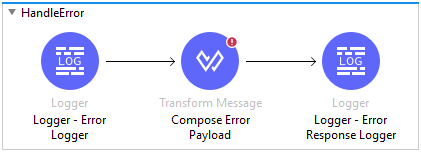 HandleError
LOG
LOG
Logger
Transform Message
Logger
Logger - Error
Logger
Compose Error
Payload
Logger - Error
Response Logger